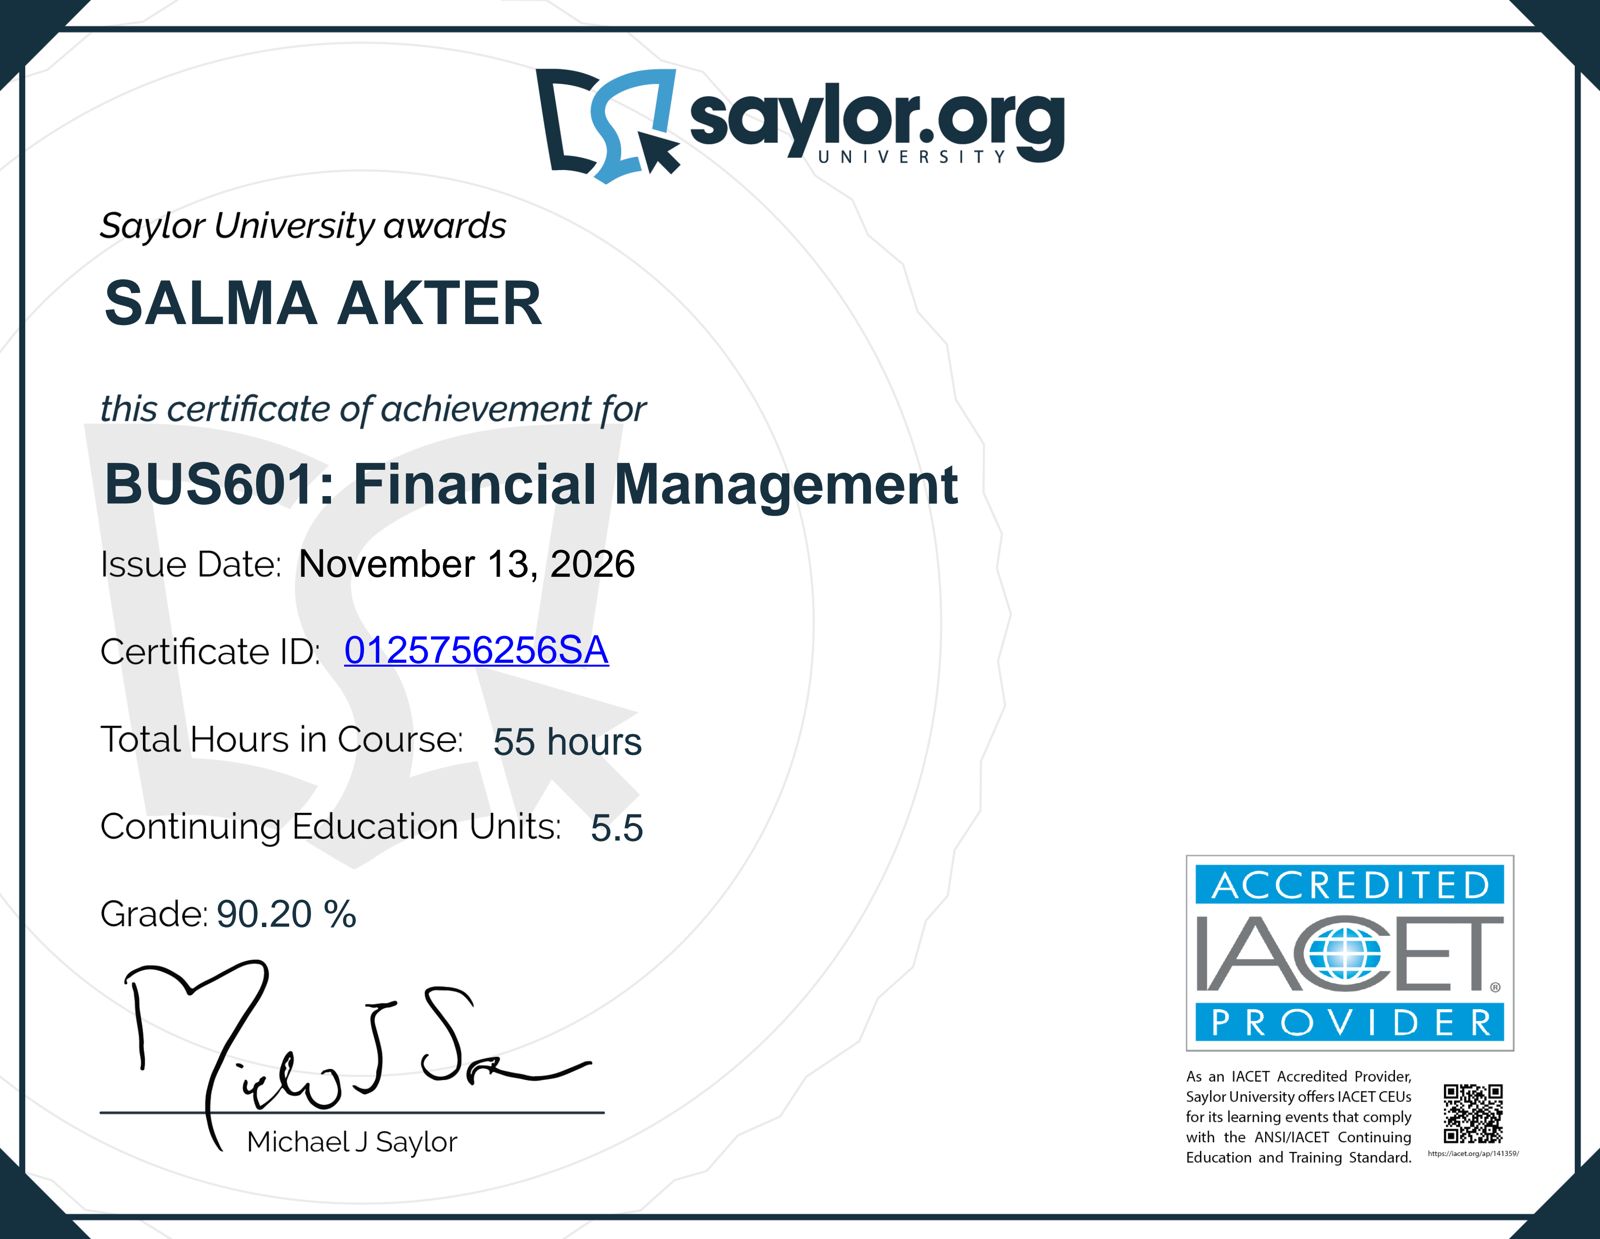 saylor.org
UNIVERSITY
Saylor University awards
SALMA AKTER
this certificate of achievement for
BUS601: Financial Management
Issue Date: November 13, 2026
Certificate ID: 0125756256SA
Total Hours in Course: 55 hours
Continuing Education Units: 5.5
Grade: 90.20 %
Michael J Saylor
ACCREDITED
IACET®
PROVIDER
As an IACET Accredited Provider,
Saylor University offers IACET CEUs
for its learning events that comply
with the ANSI/IACET Continuing
Education and Training Standard.
https://iacet.org/ap/141359/